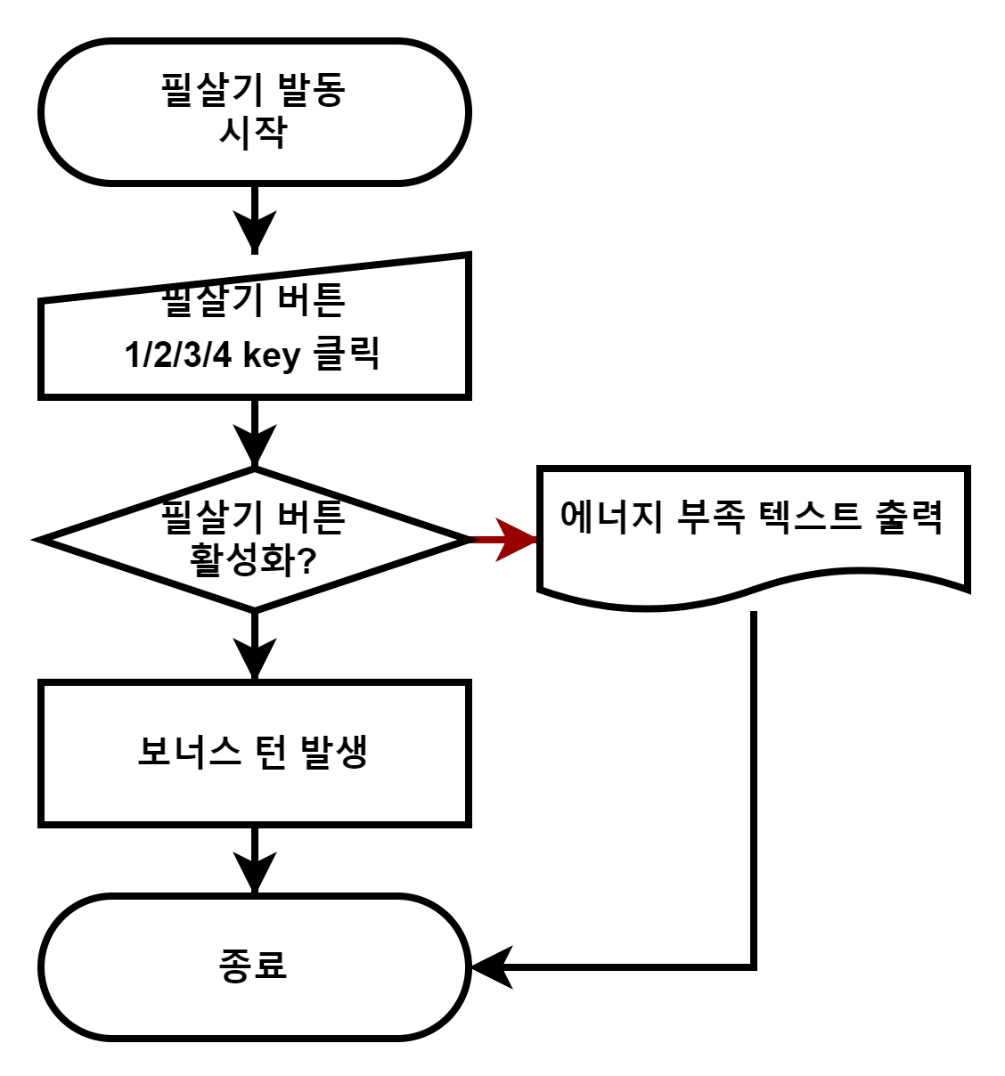 필살기 발동
시작
필살기 버튼
1/2/3/4 key 클릭
필살기 버튼
활성화?
에너지 부족 텍스트 출력
보너스 턴 발생
종료